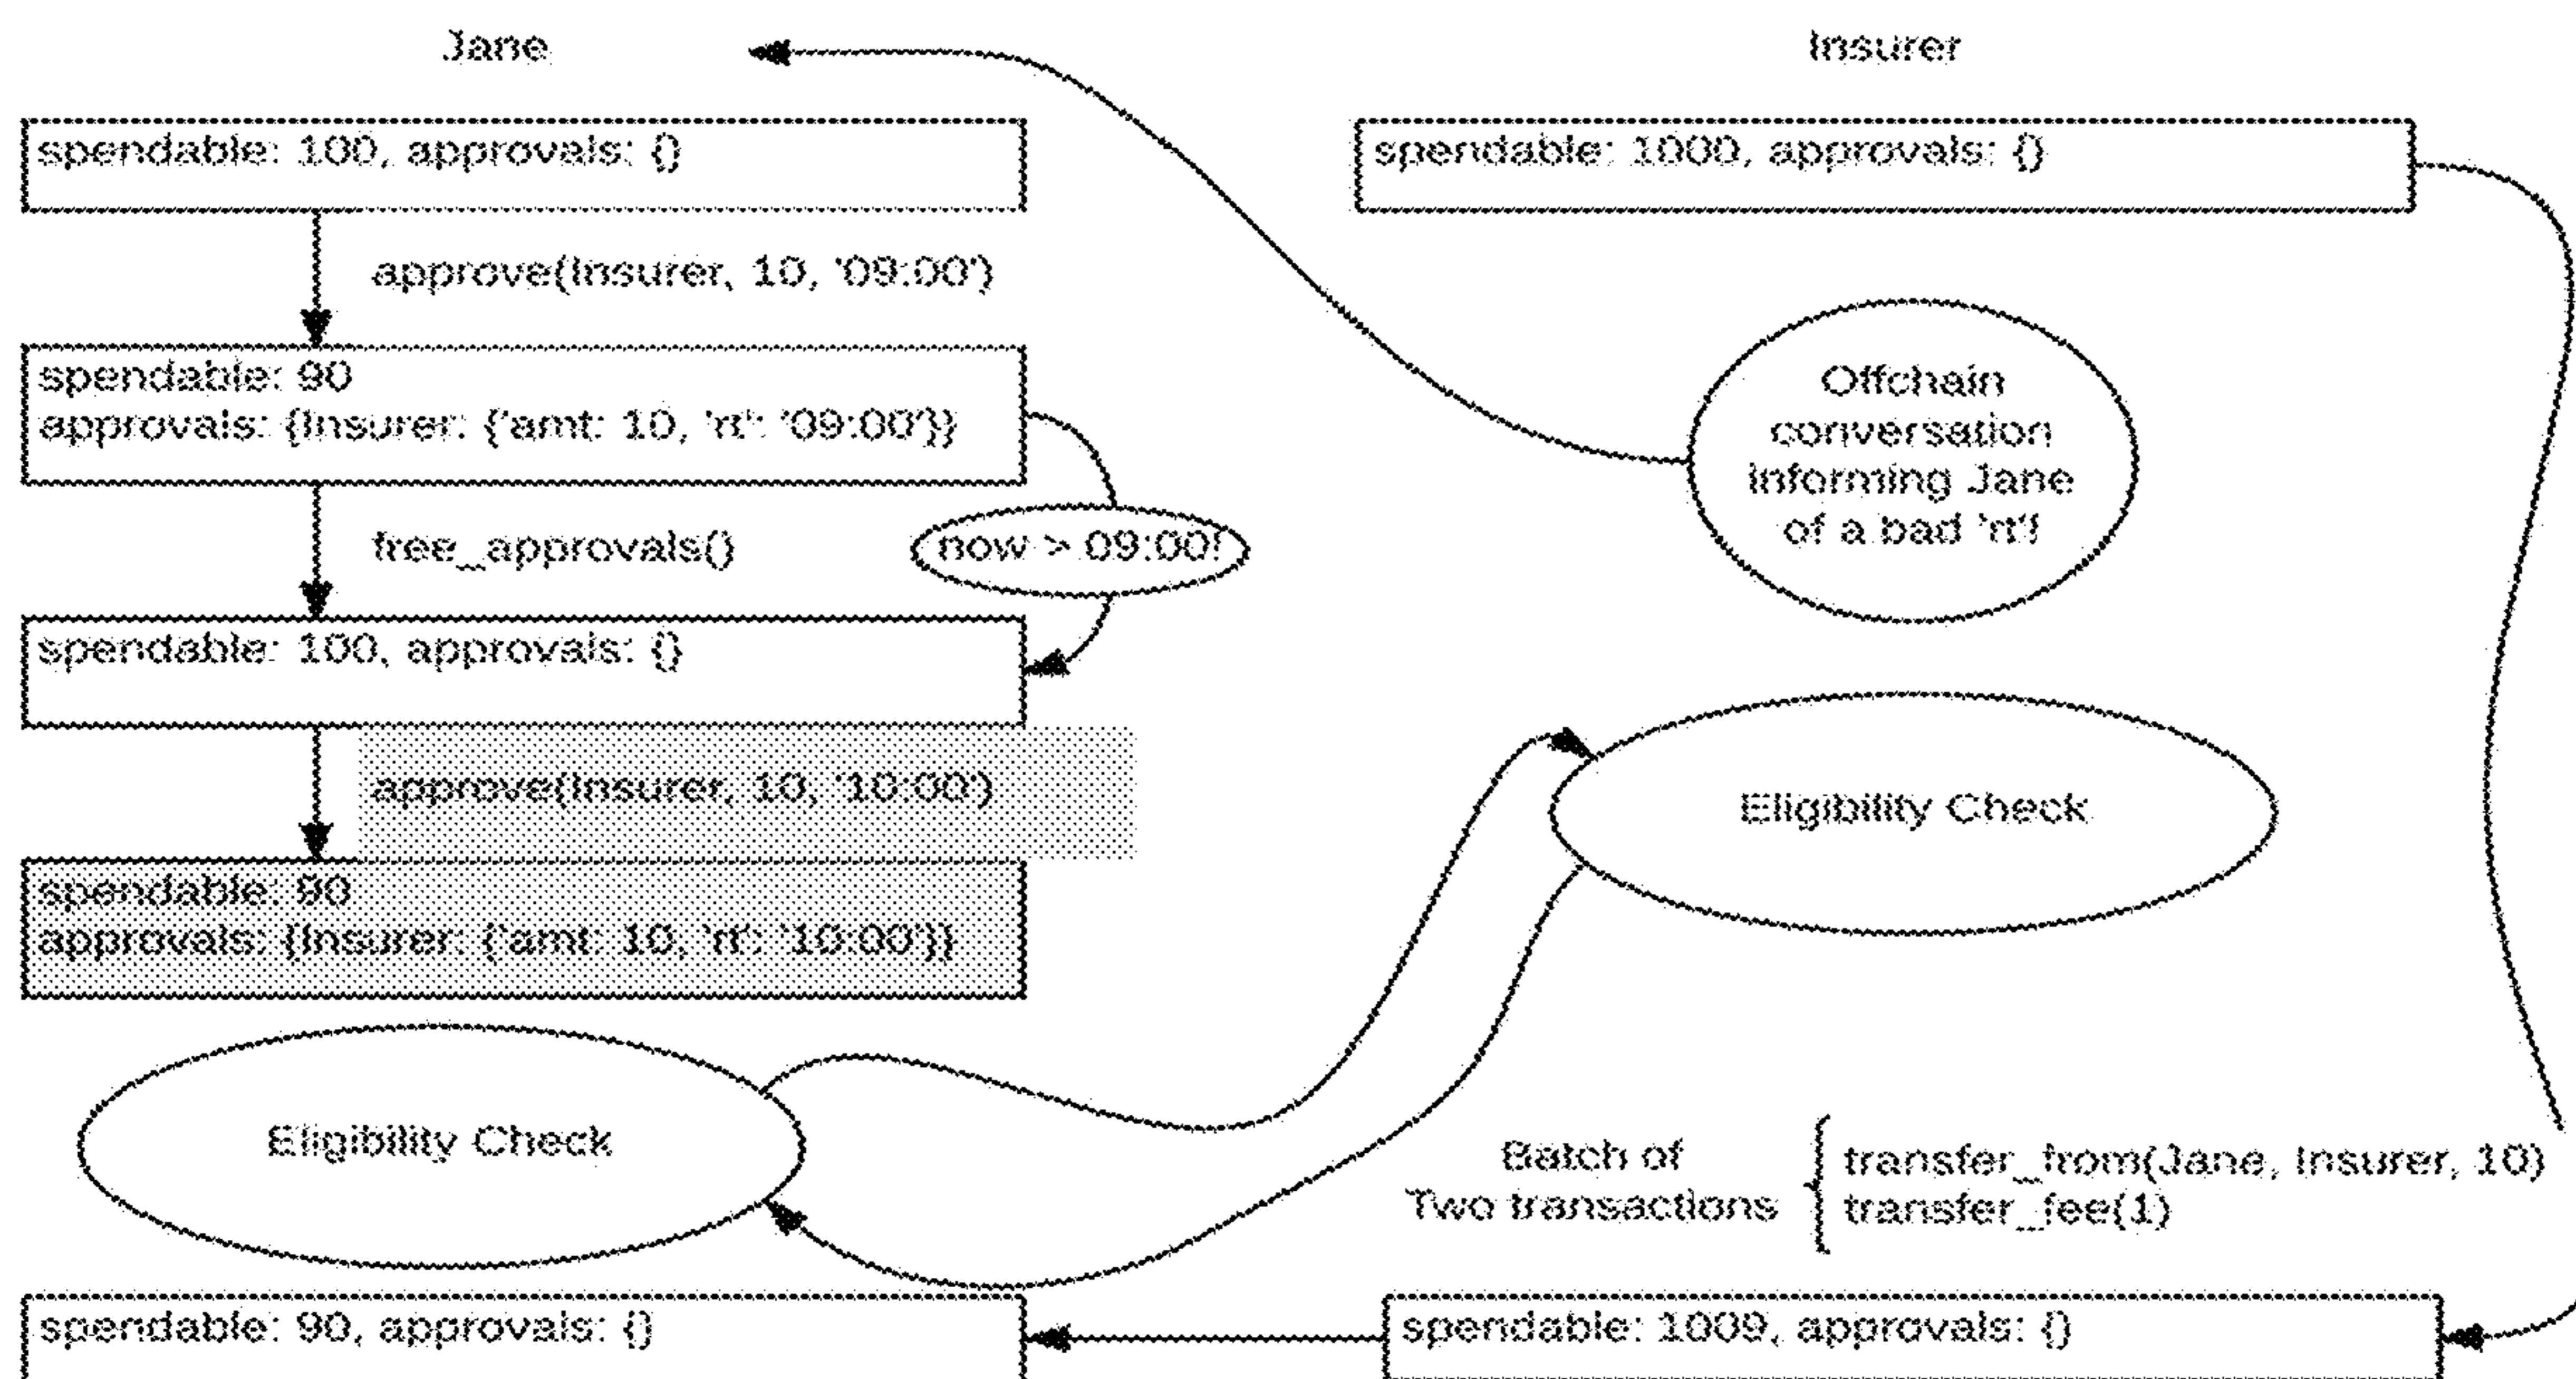 Jane
Insurer
spendable: 100, approvals: {}
spendable: 1000, approvals: {}
approve(Insurer, 10, '09:00')
spendable: 90
approvals: {Insurer: {'amt: 10, 'rt': '09:00'}}
Offchain
conversation
informing Jane
of a bad 'rt'!
free_approvals()
now > 09:00!
spendable: 100, approvals: {}
approve(Insurer, 10, '10:00')
Eligibility Check
spendable: 90
approvals: {Insurer: {'amt: 10, 'rt': '10:00'}}
Eligibility Check
Batch of
Two transactions
transfer_from(Jane, Insurer, 10)
transfer_fee(1)
spendable: 90, approvals: {}
spendable: 1009, approvals: {}